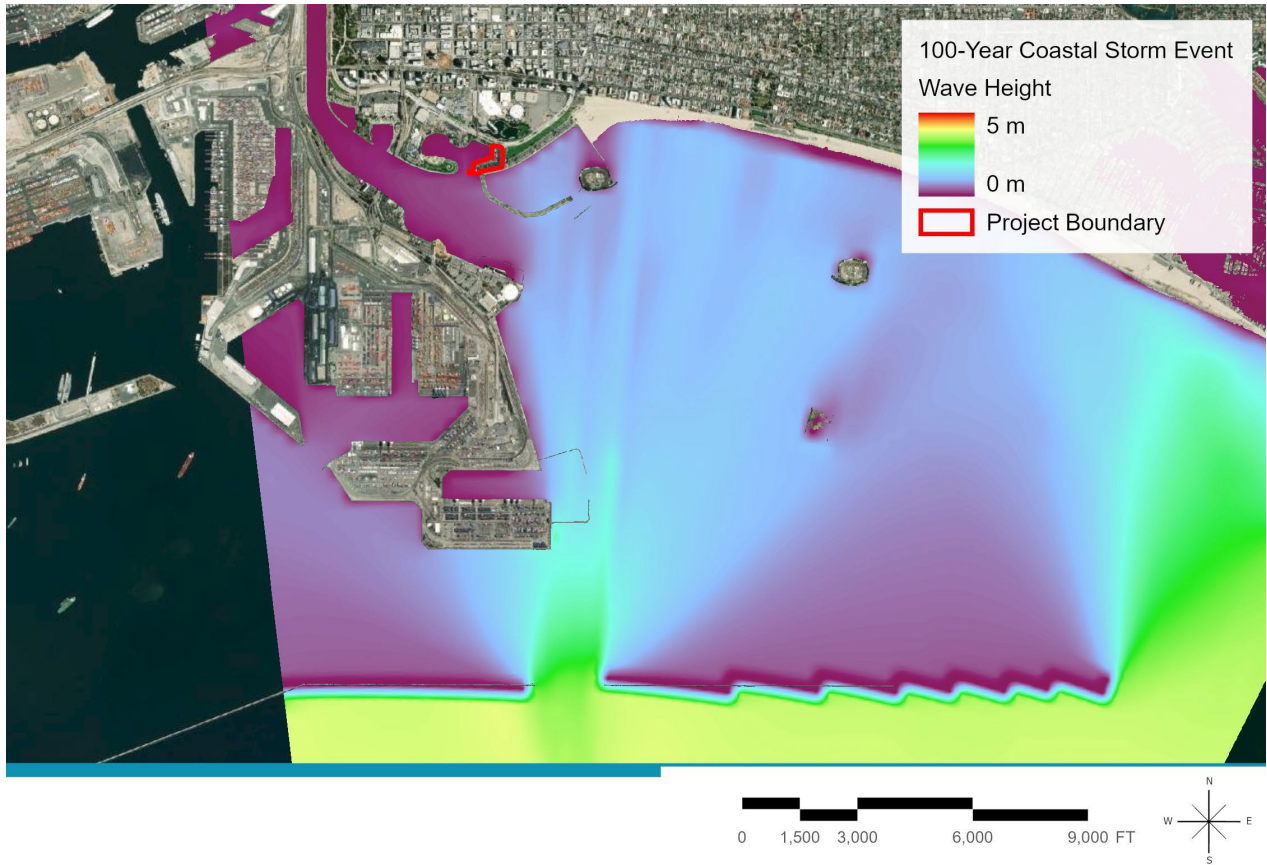 100-Year Coastal Storm Event
Wave Height
5 m
0 m
Project Boundary
N
W E
S
0 1,500 3,000 6,000 9,000 FT